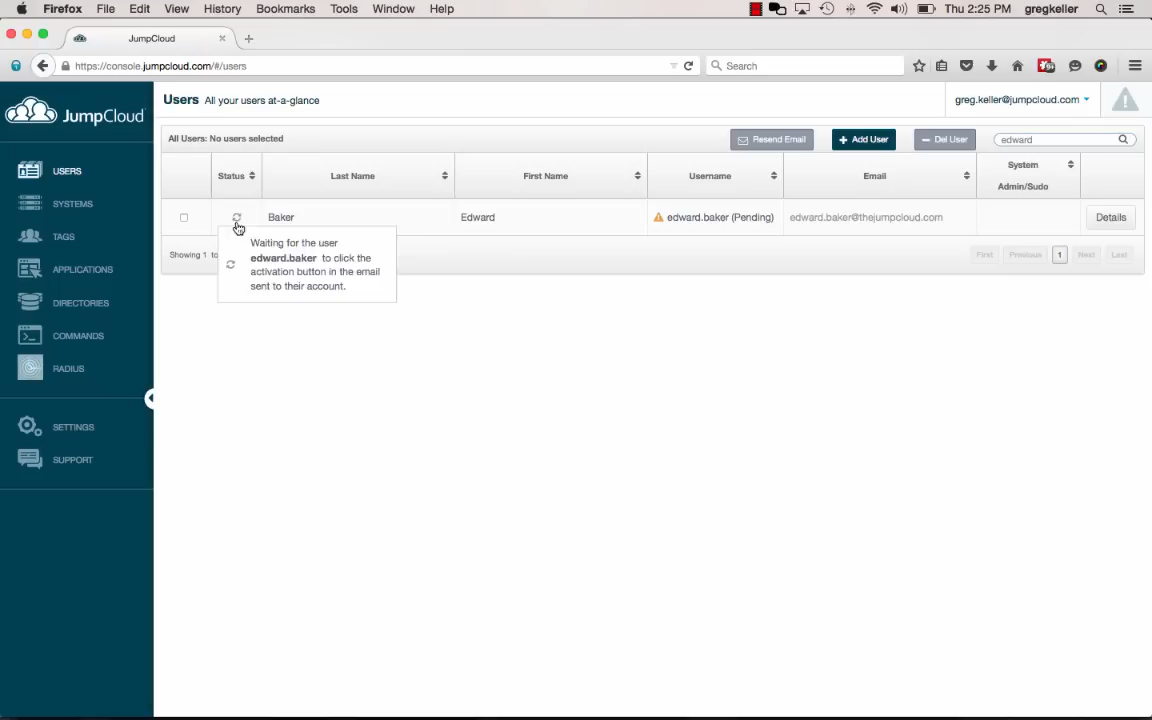 Firefox File Edit View History Bookmarks Tools Window Help Thu 2:25 PM gregkeller
JumpCloud
https://console.jumpcloud.com/#/users Search
JumpCloud
Users All your users at-a-glance greg.keller@jumpcloud.com
All Users: No users selected Resend Email Add User Del User edward
Status Last Name First Name Username Email System
Admin/Sudo
Baker Edward edward.baker (Pending) edward.baker@thejumpcloud.com Details
Showing 1 to First Previous 1 Next Last
Waiting for the user
edward.baker to click the
activation button in the email
sent to their account.
USERS
SYSTEMS
TAGS
APPLICATIONS
DIRECTORIES
COMMANDS
RADIUS
SETTINGS
SUPPORT